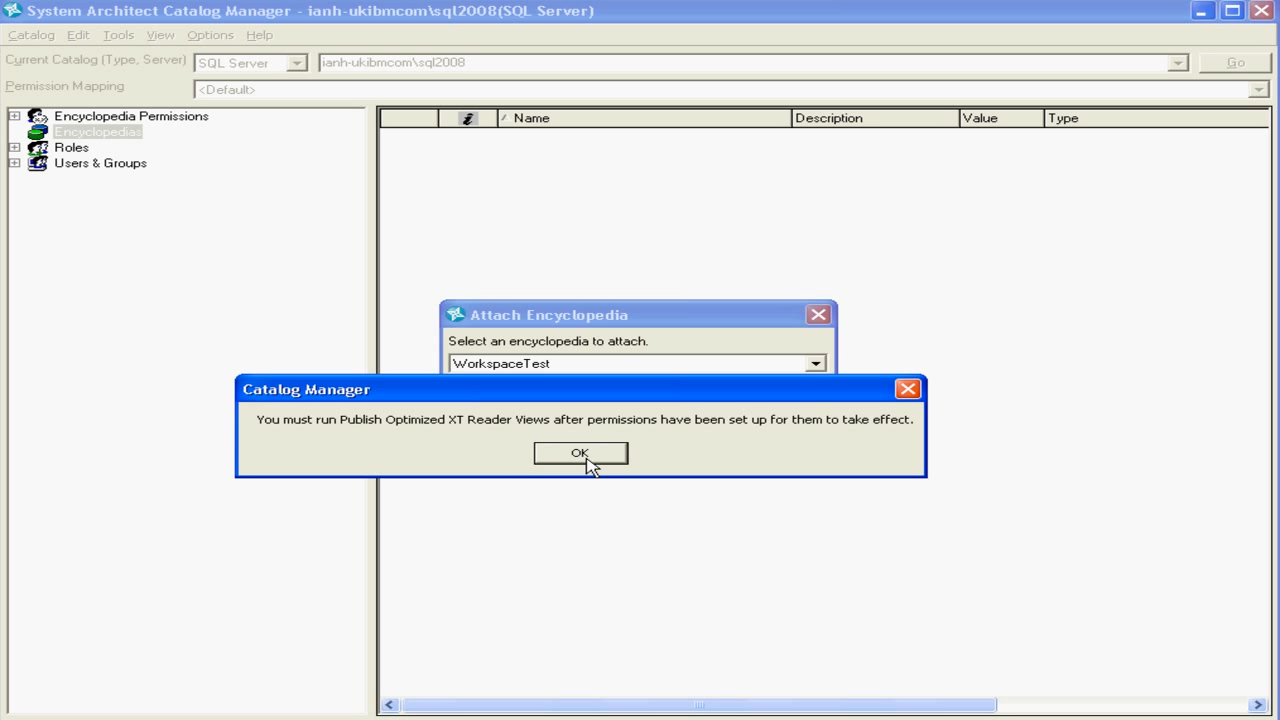 System Architect Catalog Manager - ianh-ukibmcom\sql2008(SQL Server)
Catalog Edit Tools View Options Help
Current Catalog (Type, Server) SQL Server ianh-ukibmcom\sql2008 Go
Permission Mapping <Default>
Encyclopedia Permissions
Encyclopedias
Roles
Users & Groups
Name Description Value Type
Attach Encyclopedia
Select an encyclopedia to attach.
WorkspaceTest
Catalog Manager
You must run Publish Optimized XT Reader Views after permissions have been set up for them to take effect.
OK